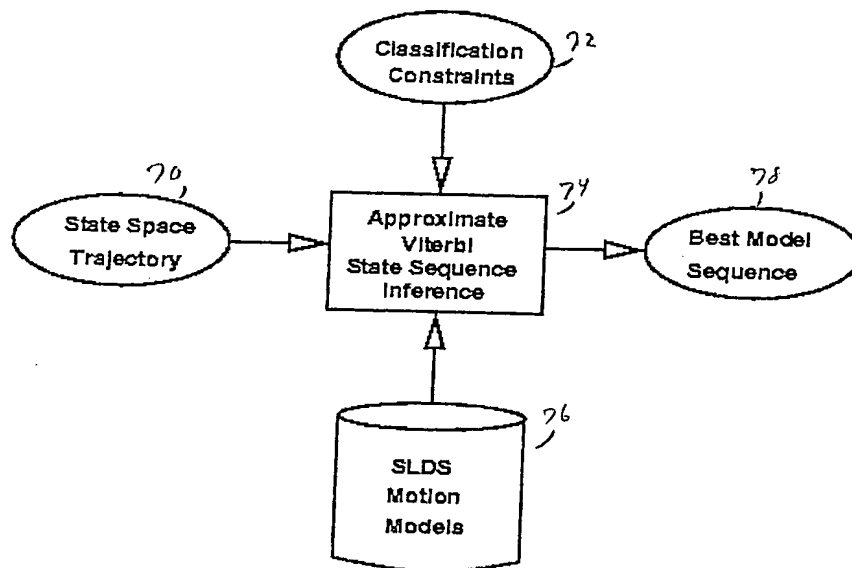 Classification
Constraints
72
70
State Space
Trajectory
74
Approximate
Viterbi
State Sequence
Inference
78
Best Model
Sequence
76
SLDS
Motion
Models